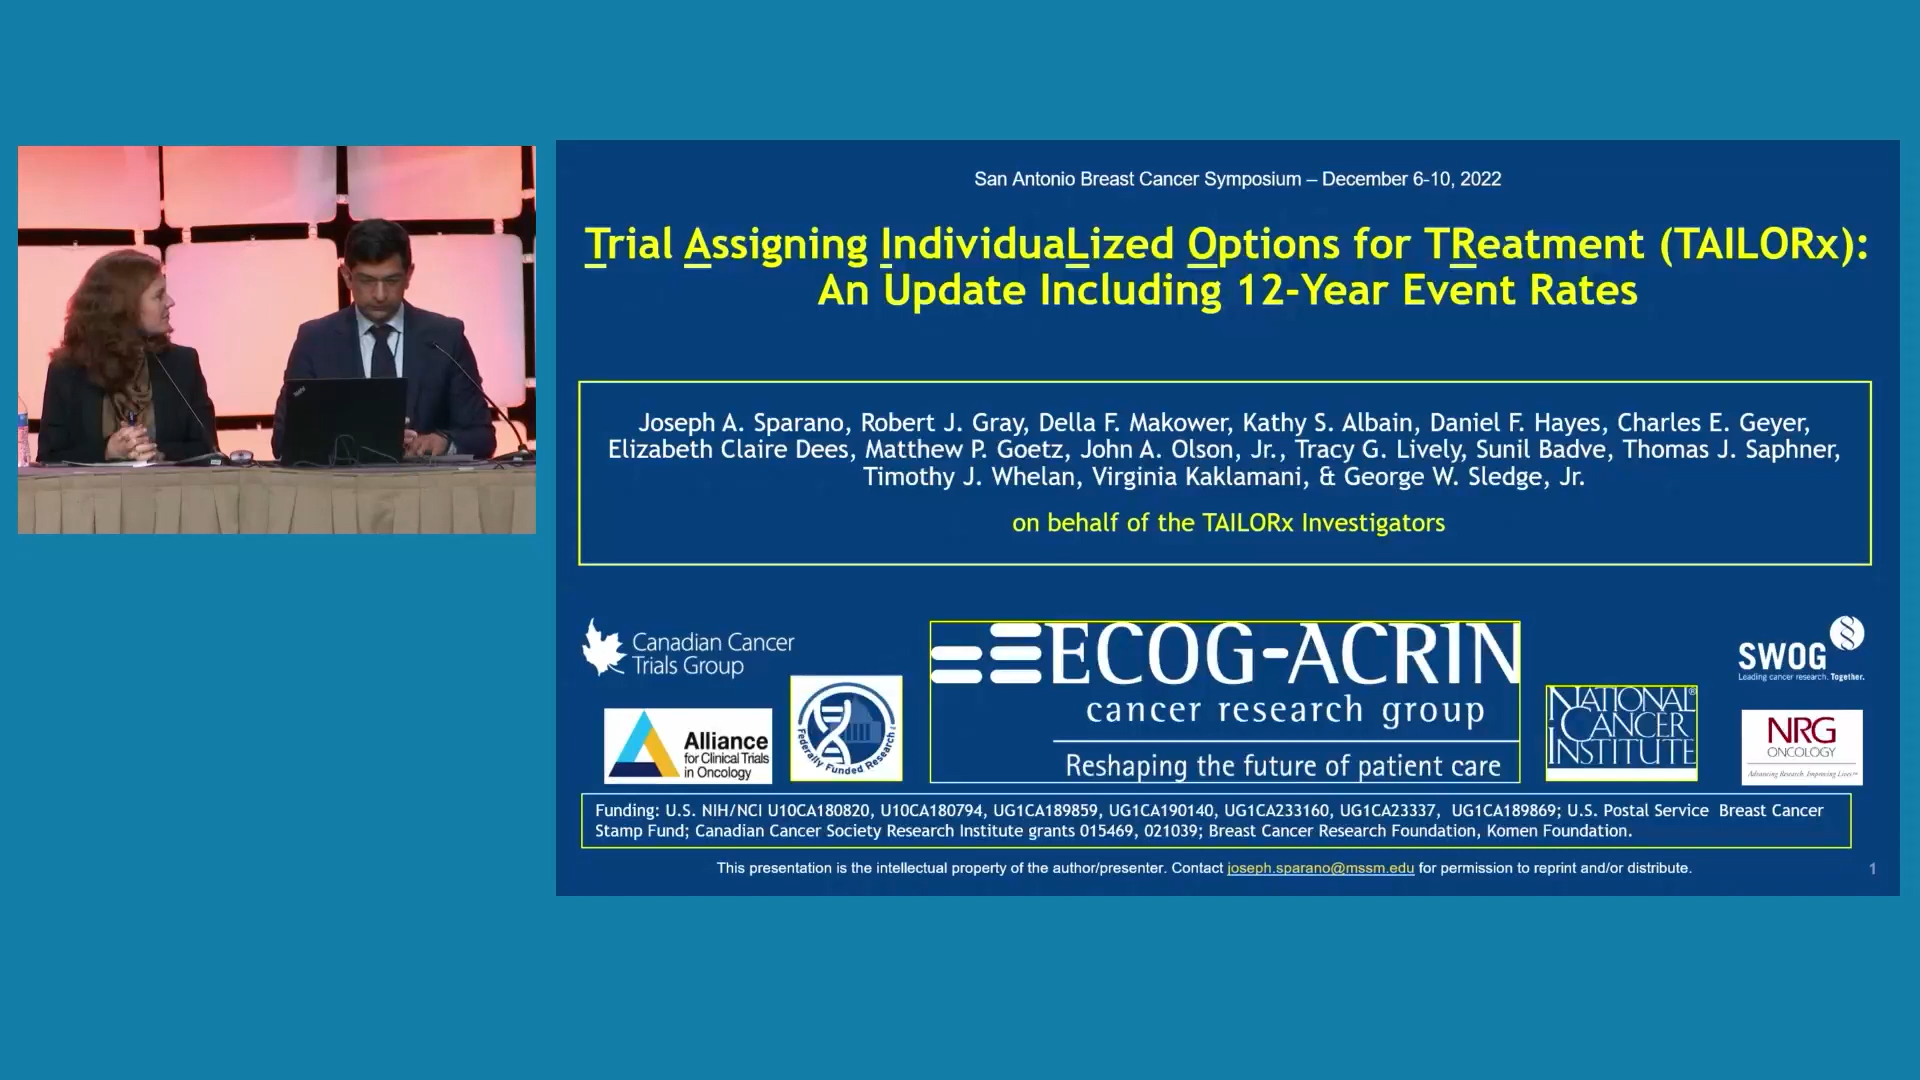 San Antonio Breast Cancer Symposium – December 6-10, 2022
Trial Assigning IndividuaLized Options for TReatment (TAILORx):
An Update Including 12-Year Event Rates
Joseph A. Sparano, Robert J. Gray, Della F. Makower, Kathy S. Albain, Daniel F. Hayes, Charles E. Geyer,
Elizabeth Claire Dees, Matthew P. Goetz, John A. Olson, Jr., Tracy G. Lively, Sunil Badve, Thomas J. Saphner,
Timothy J. Whelan, Virginia Kaklamani, & George W. Sledge, Jr.
on behalf of the TAILORx Investigators
Canadian Cancer
Trials Group
Alliance
for Clinical Trials
in Oncology
Federally Funded Research
ECOG-ACRIN
cancer research group
Reshaping the future of patient care
NATIONAL®
CANCER
INSTITUTE
SWOG
Leading cancer research. Together.
NRG
ONCOLOGY
Advancing Research. Improving Lives™
Funding: U.S. NIH/NCI U10CA180820, U10CA180794, UG1CA189859, UG1CA190140, UG1CA233160, UG1CA23337, UG1CA189869; U.S. Postal Service Breast Cancer
Stamp Fund; Canadian Cancer Society Research Institute grants 015469, 021039; Breast Cancer Research Foundation, Komen Foundation.
This presentation is the intellectual property of the author/presenter. Contact joseph.sparano@mssm.edu for permission to reprint and/or distribute.
1